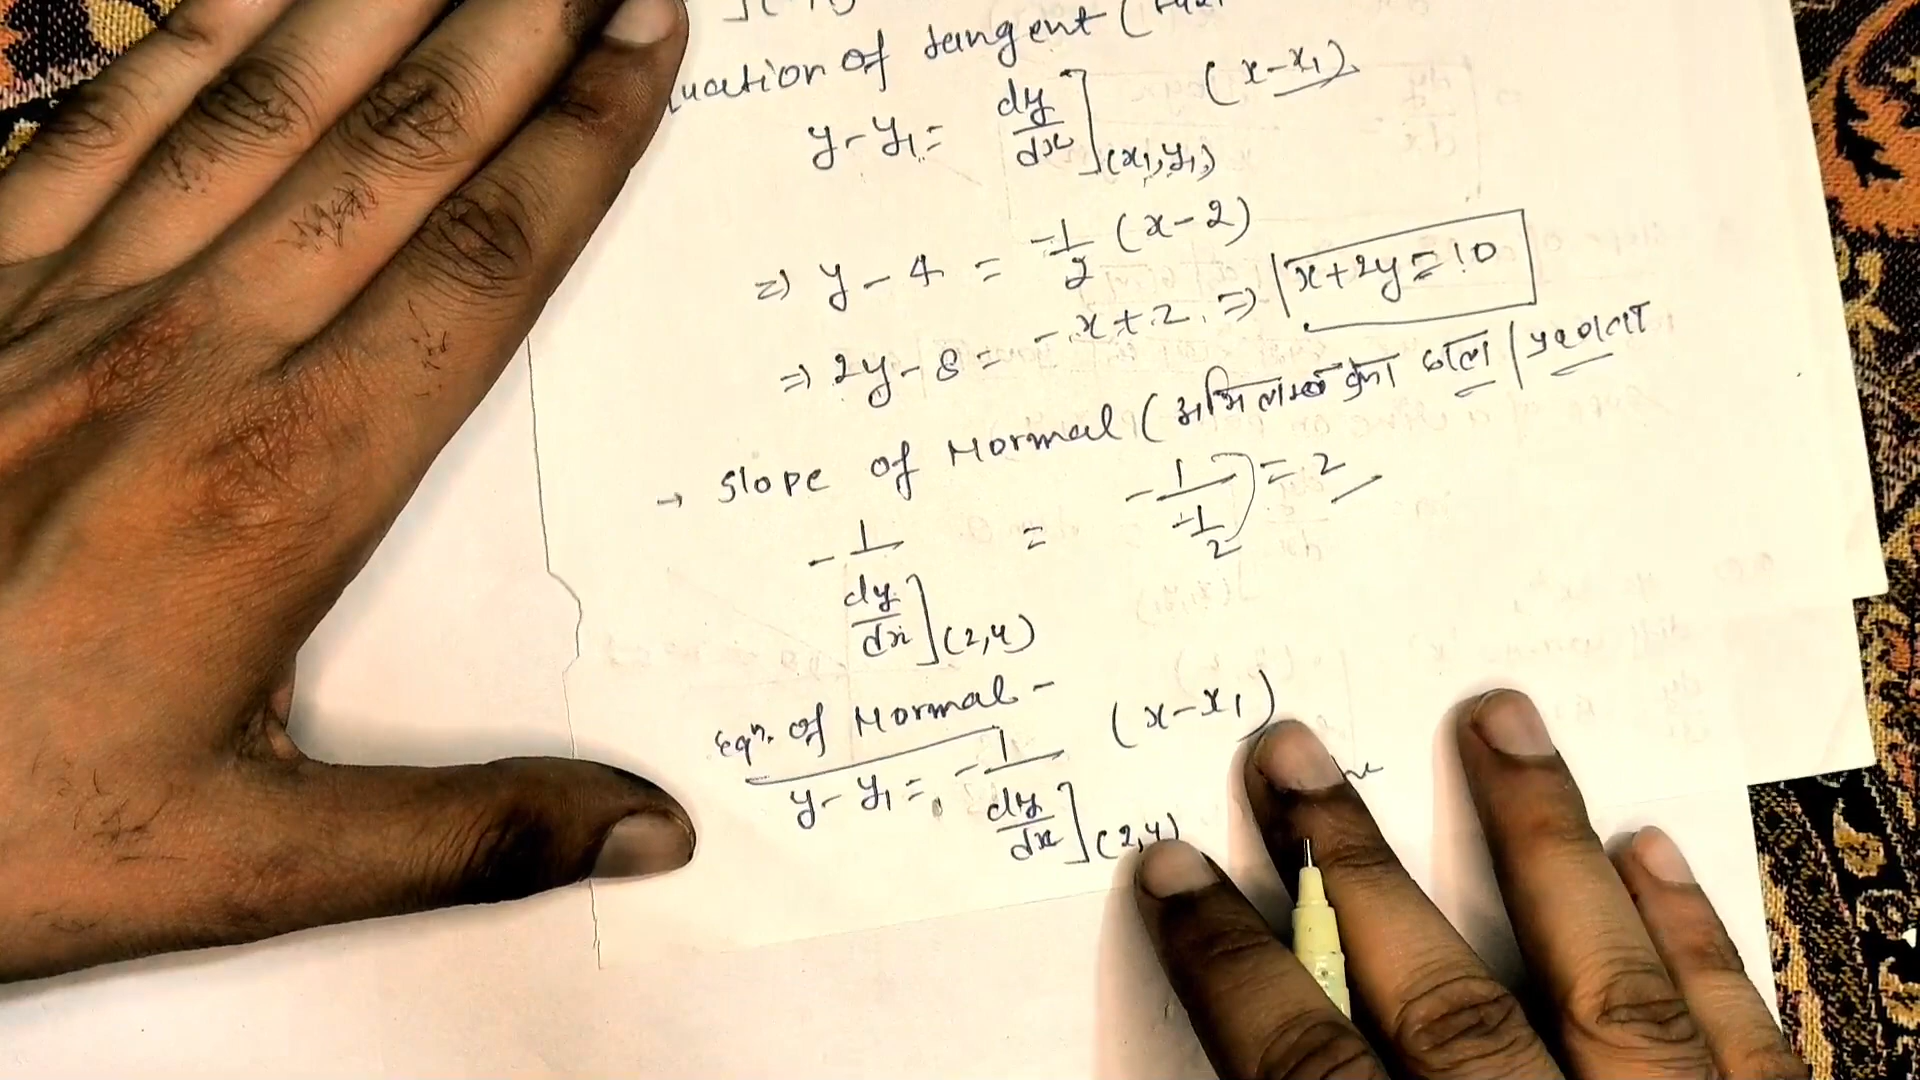 Equation of tangent (
y - y₁ = dy/dx](x₁, y₁) (x - x₁)
=> y - 4 = -1/2 (x - 2)
=> 2y - 8 = -x + 2 => x + 2y = 10
→ Slope of Normal (अभिलम्ब का ढाल | प्रवणता
-1/(dy/dx](2,4)) = -1/(-1/2) = 2
Eqⁿ. of Normal -
y - y₁ = -1/(dy/dx](2,4)) (x - x₁)